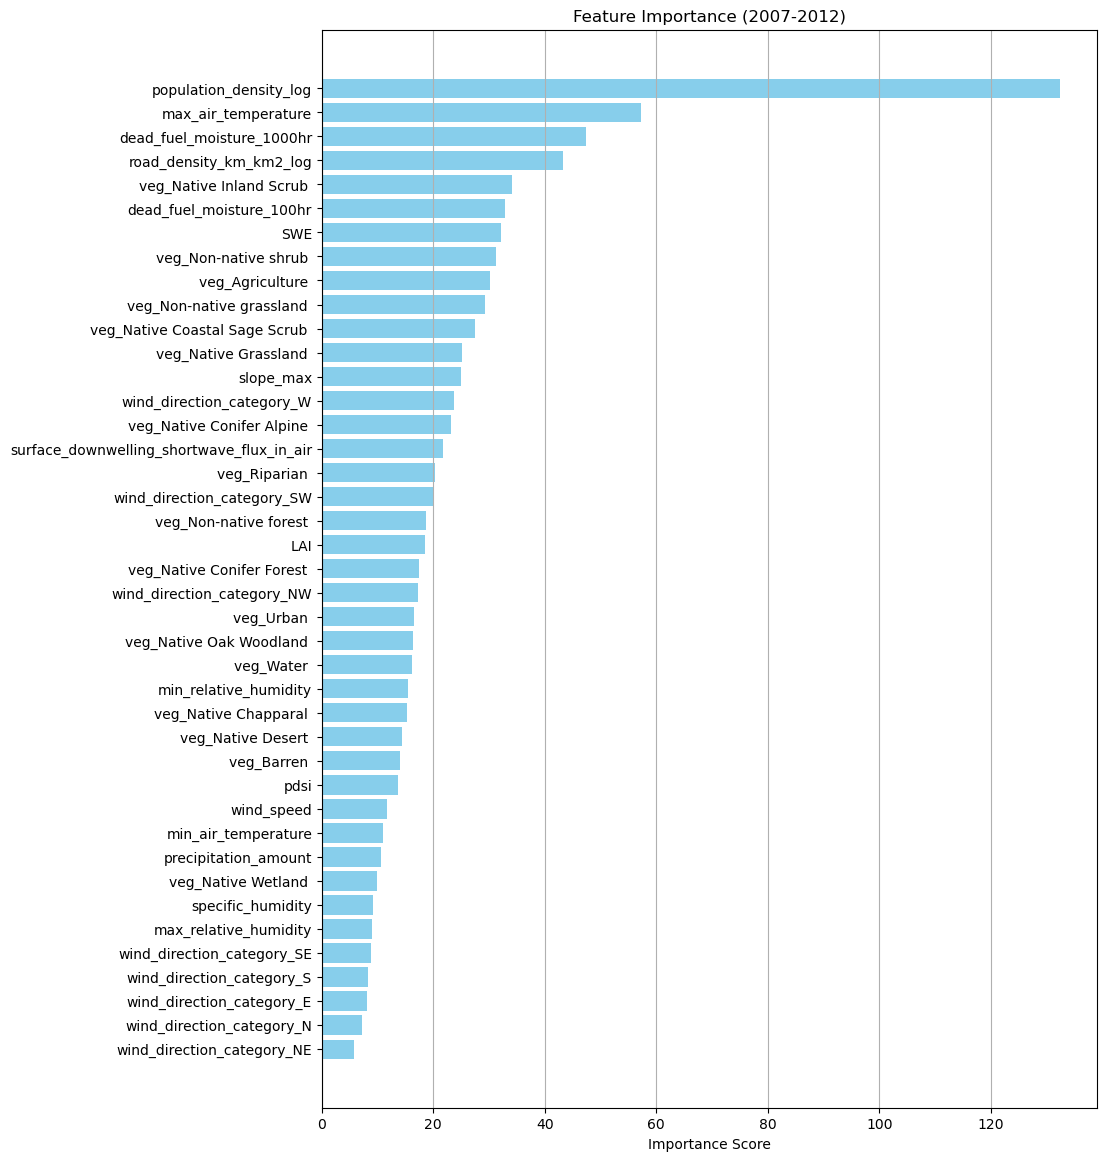 Feature Importance (2007-2012)
population_density_log
max_air_temperature
dead_fuel_moisture_1000hr
road_density_km_km2_log
veg_Native Inland Scrub
dead_fuel_moisture_100hr
SWE
veg_Non-native shrub
veg_Agriculture
veg_Non-native grassland
veg_Native Coastal Sage Scrub
veg_Native Grassland
slope_max
wind_direction_category_W
veg_Native Conifer Alpine
surface_downwelling_shortwave_flux_in_air
veg_Riparian
wind_direction_category_SW
veg_Non-native forest
LAI
veg_Native Conifer Forest
wind_direction_category_NW
veg_Urban
veg_Native Oak Woodland
veg_Water
min_relative_humidity
veg_Native Chapparal
veg_Native Desert
veg_Barren
pdsi
wind_speed
min_air_temperature
precipitation_amount
veg_Native Wetland
specific_humidity
max_relative_humidity
wind_direction_category_SE
wind_direction_category_S
wind_direction_category_E
wind_direction_category_N
wind_direction_category_NE
0 20 40 60 80 100 120
Importance Score